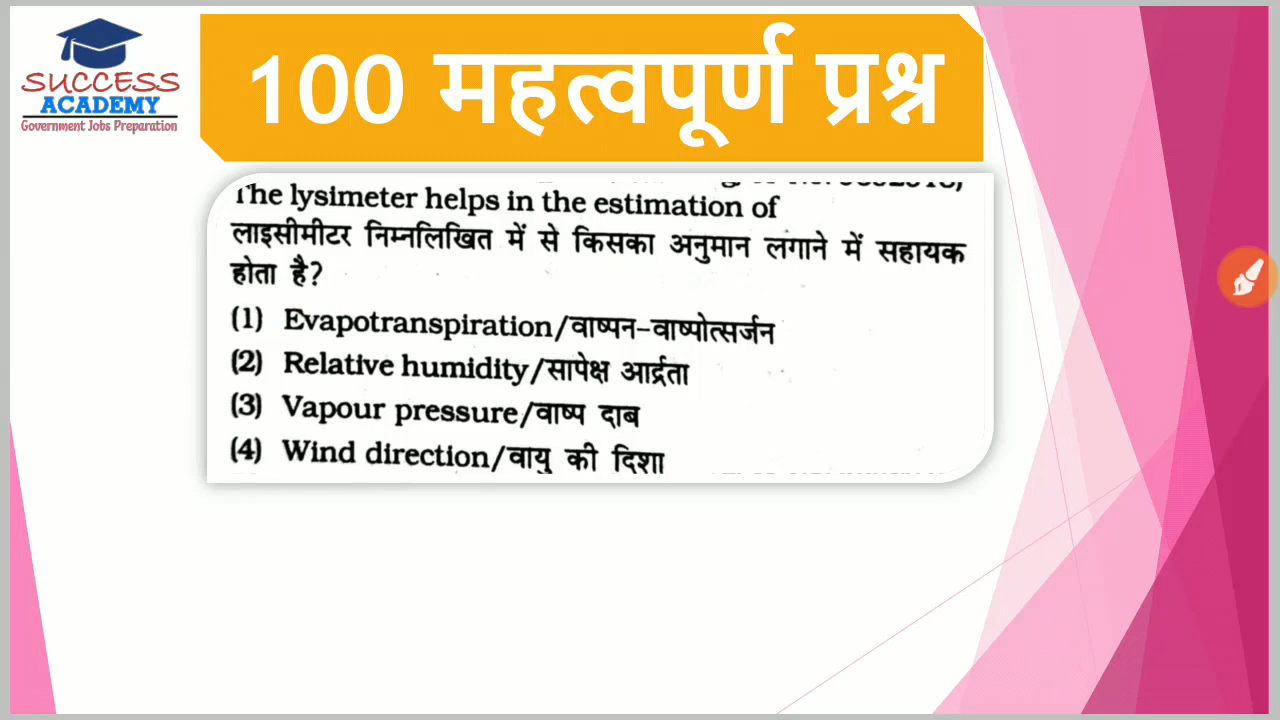 SUCCESS
ACADEMY
Government Jobs Preparation
100 महत्वपूर्ण प्रश्न
The lysimeter helps in the estimation of
लाइसीमीटर निम्नलिखित में से किसका अनुमान लगाने में सहायक
होता है?
(1) Evapotranspiration/वाष्पन-वाष्पोत्सर्जन
(2) Relative humidity/सापेक्ष आर्द्रता
(3) Vapour pressure/वाष्प दाब
(4) Wind direction/वायु की दिशा